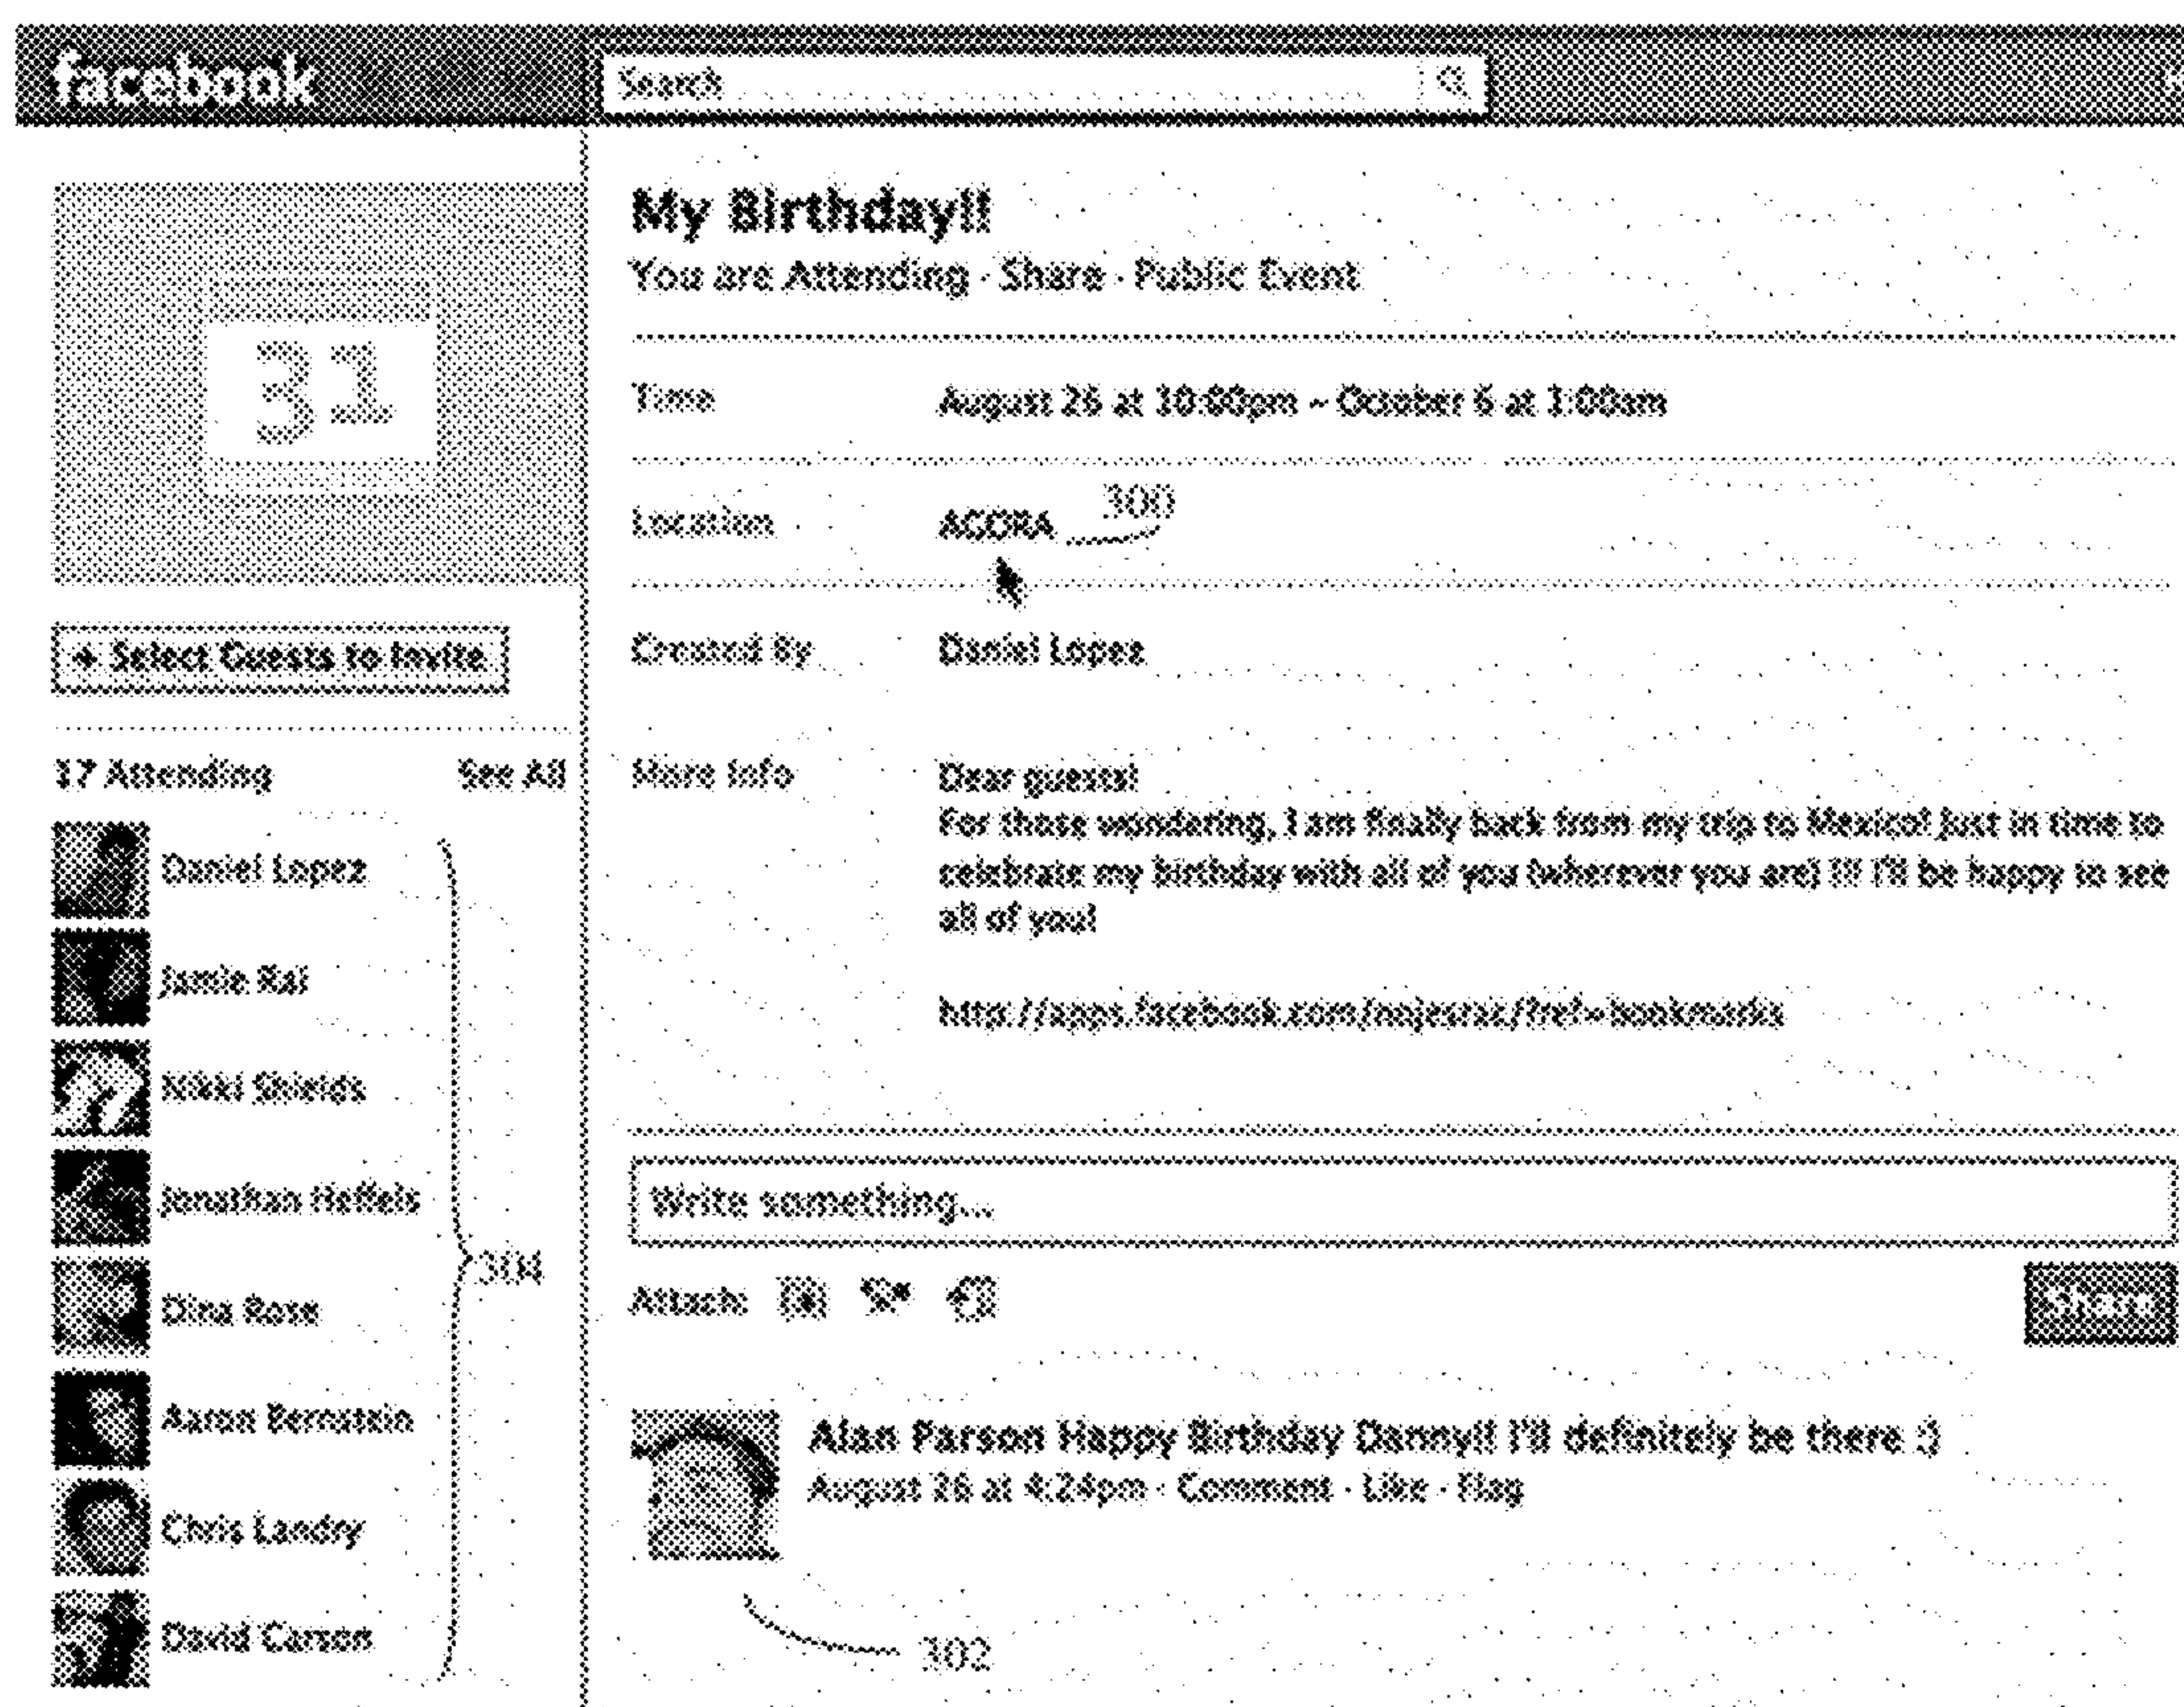 facebook
Search
31
+ Select Guests to Invite
17 Attending See All
Daniel Lopez
Jamie Rai
Nikki Shields
Jonathan Heffels
Dina Rose
Aaron Bernstein
Chris Landry
David Carson
304
My Birthday!!
You are Attending · Share · Public Event
Time August 26 at 10:00pm - October 6 at 1:00am
Location AGORA 300
Created By Daniel Lopez
More Info Dear guests!
For those wondering, I am finally back from my trip to Mexico! Just in time to
celebrate my birthday with all of you (wherever you are) !!! I'll be happy to see
all of you!
Write something...
Attach:
Share
Alan Parson Happy Birthday Danny!! I'll definitely be there :)
August 26 at 4:24pm · Comment · Like · Flag
302